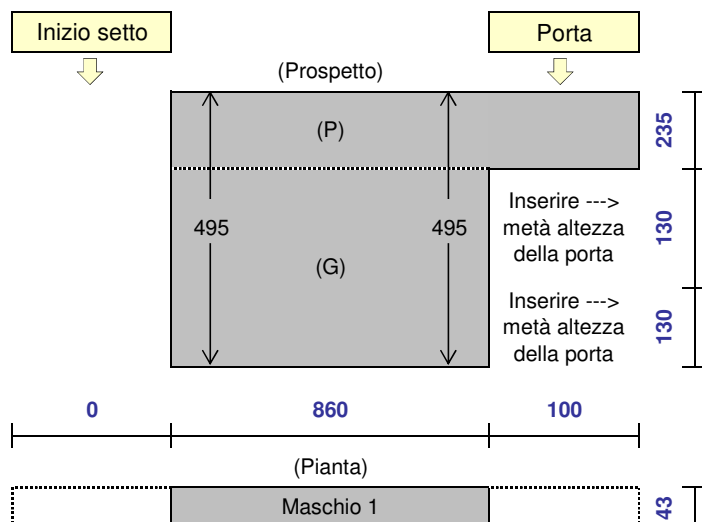 Inizio setto
Porta
(Prospetto)
(P)
235
495
495
Inserire --->
metà altezza
della porta
130
(G)
Inserire --->
metà altezza
della porta
130
0
860
100
(Pianta)
Maschio 1
43